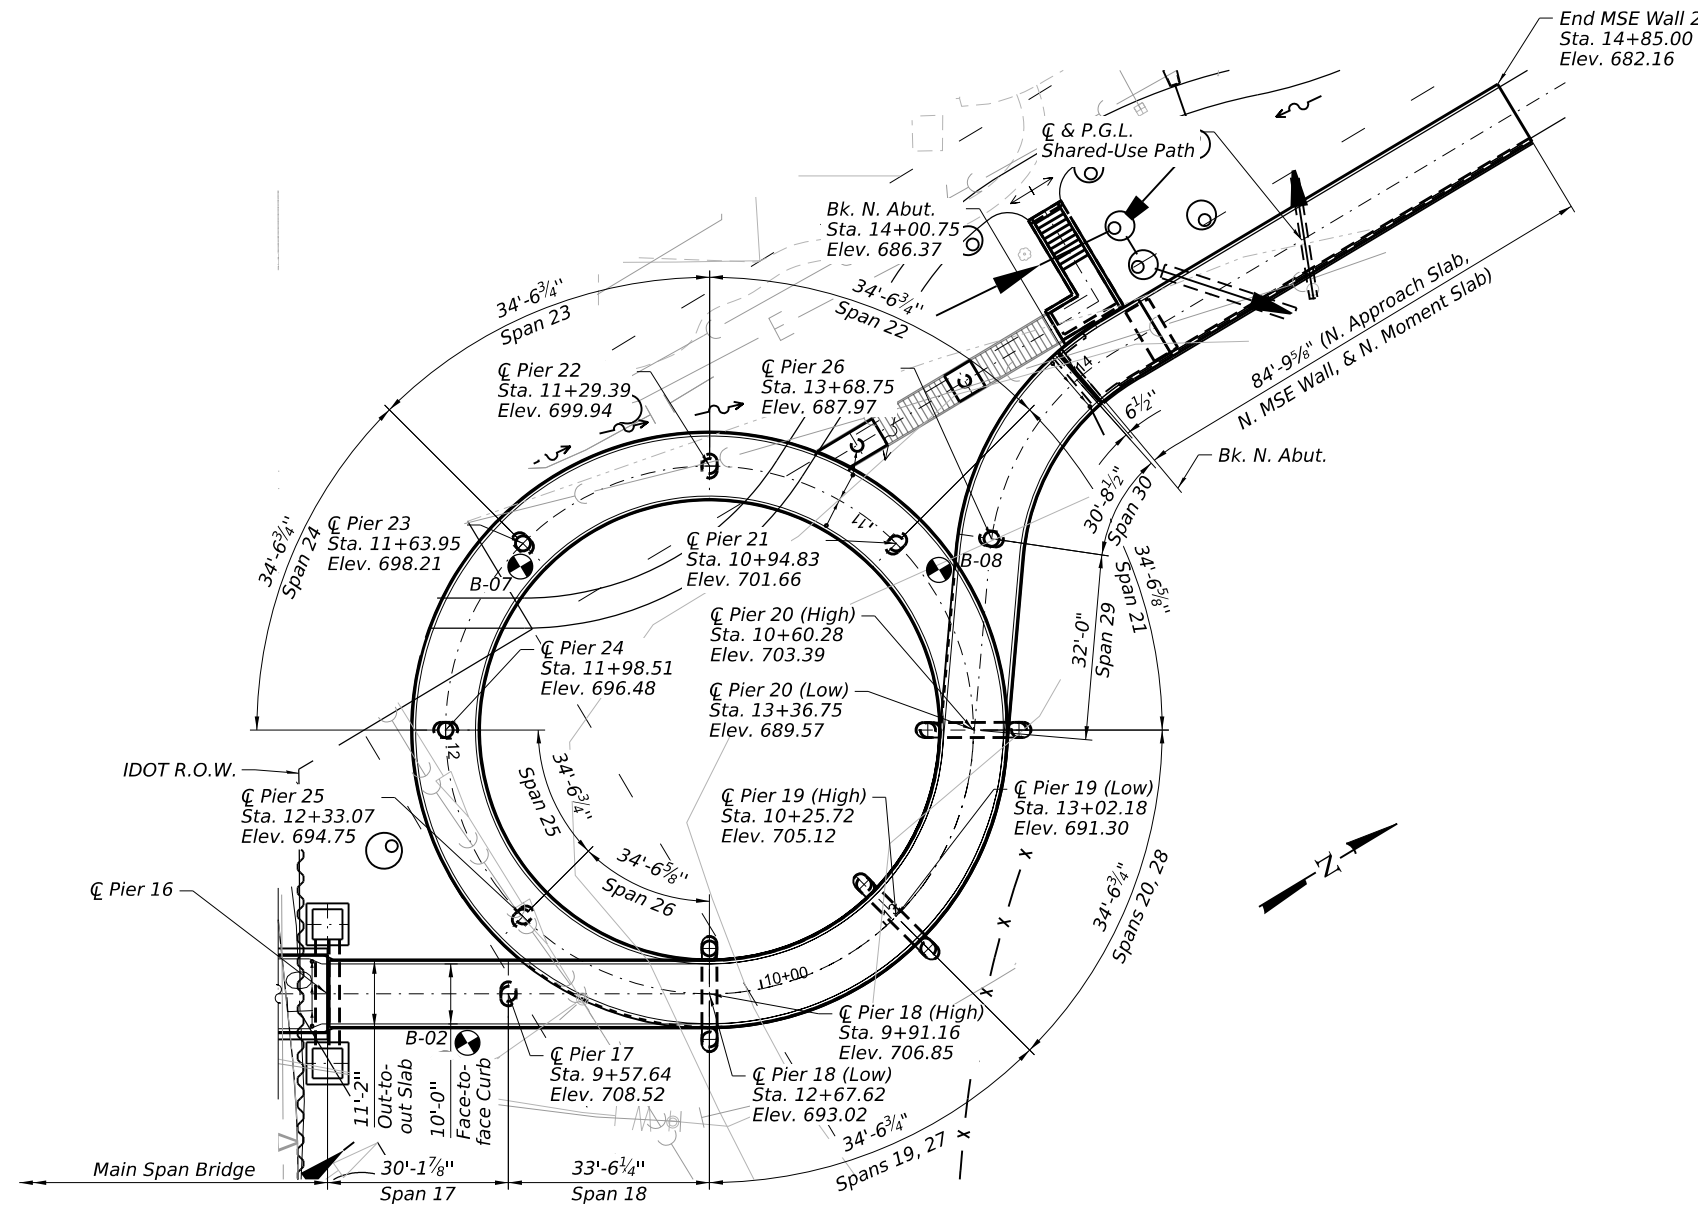 End MSE Wall 2
Sta. 14+85.00
Elev. 682.16
℄ & P.G.L.
Shared-Use Path
Bk. N. Abut.
Sta. 14+00.75
Elev. 686.37
34'-6¾"
Span 23
34'-6¾"
Span 22
84'-9⅝" (N. Approach Slab,
N. MSE Wall, & N. Moment Slab)
℄ Pier 22
Sta. 11+29.39
Elev. 699.94
℄ Pier 26
Sta. 13+68.75
Elev. 687.97
14
6½"
Bk. N. Abut.
E
C
C
30'-8½"
Span 30
34'-6¾"
Span 24
℄ Pier 23
Sta. 11+63.95
Elev. 698.21
B-07
11
℄ Pier 21
Sta. 10+94.83
Elev. 701.66
B-08
34'-6⅝"
Span 21
℄ Pier 20 (High)
Sta. 10+60.28
Elev. 703.39
32'-0"
Span 29
℄ Pier 24
Sta. 11+98.51
Elev. 696.48
℄ Pier 20 (Low)
Sta. 13+36.75
Elev. 689.57
12
IDOT R.O.W.
℄ Pier 25
Sta. 12+33.07
Elev. 694.75
34'-6¾"
Span 25
℄ Pier 19 (High)
Sta. 10+25.72
Elev. 705.12
℄ Pier 19 (Low)
Sta. 13+02.18
Elev. 691.30
34'-6⅝"
Span 26
34'-6¾"
Spans 20, 28
N
℄ Pier 16
13
10+00
x
x
x
x
℄ Pier 18 (High)
Sta. 9+91.16
Elev. 706.85
B-02
℄ Pier 17
Sta. 9+57.64
Elev. 708.52
℄ Pier 18 (Low)
Sta. 12+67.62
Elev. 693.02
11'-2"
Out-to-
out Slab
10'-0"
Face-to-
face Curb
34'-6¾"
Spans 19, 27
Main Span Bridge
30'-1⅞"
Span 17
33'-6¼"
Span 18